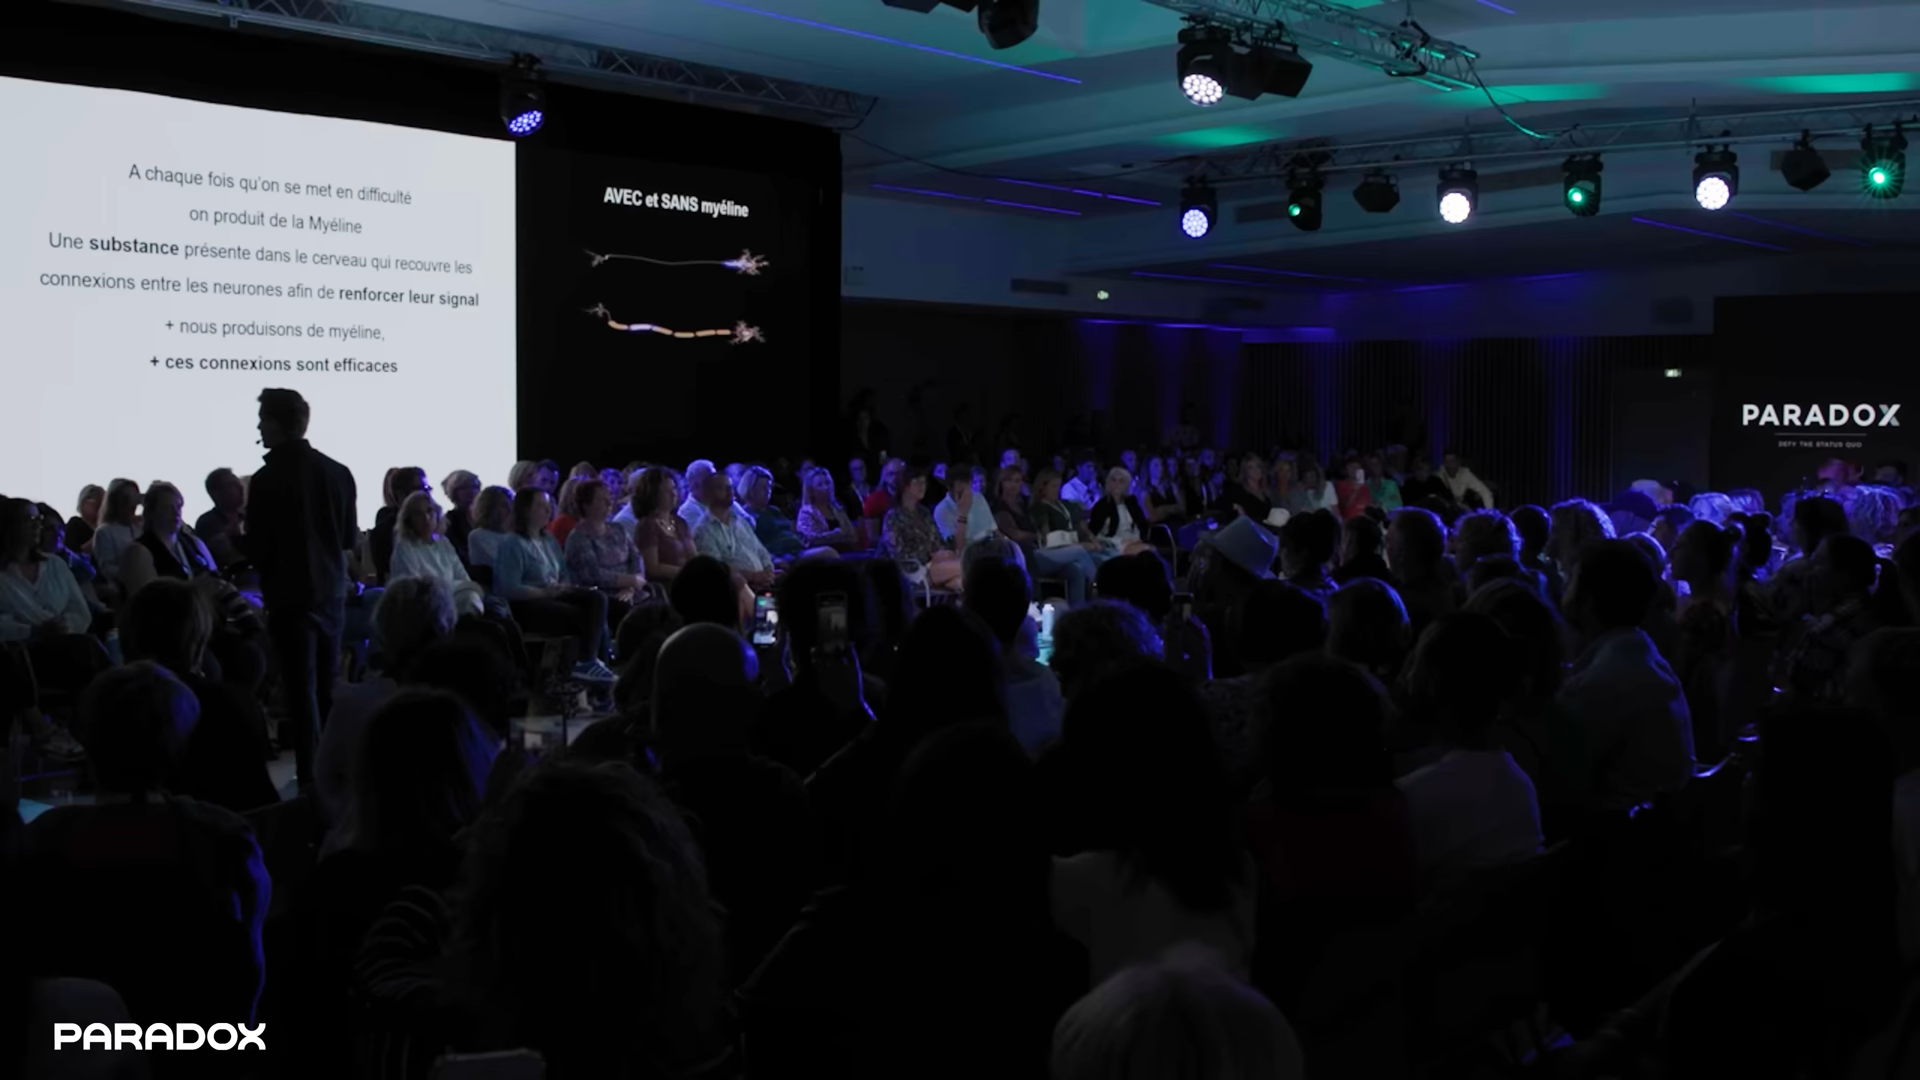 A chaque fois qu'on se met en difficulté
on produit de la Myéline
Une substance présente dans le cerveau qui recouvre les
connexions entre les neurones afin de renforcer leur signal
+ nous produisons de myéline,
+ ces connexions sont efficaces
AVEC et SANS myéline
PARADOX
DEFY THE STATUS QUO
PARADOX